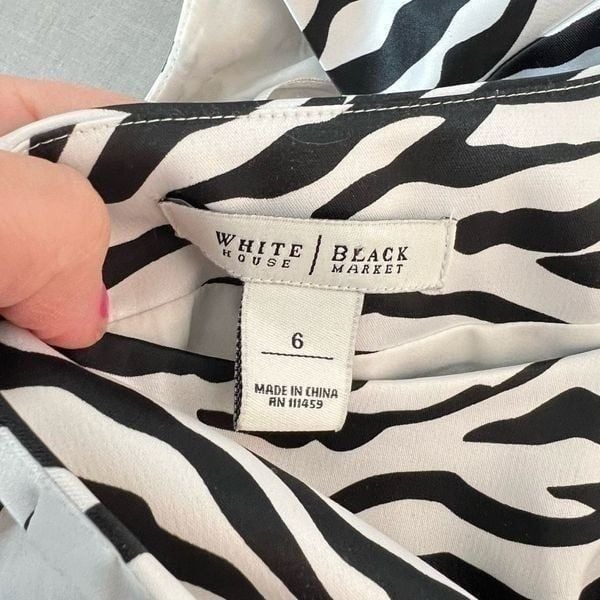 WHITE | BLACK
HOUSE | MARKET
6
MADE IN CHINA
RN 111459